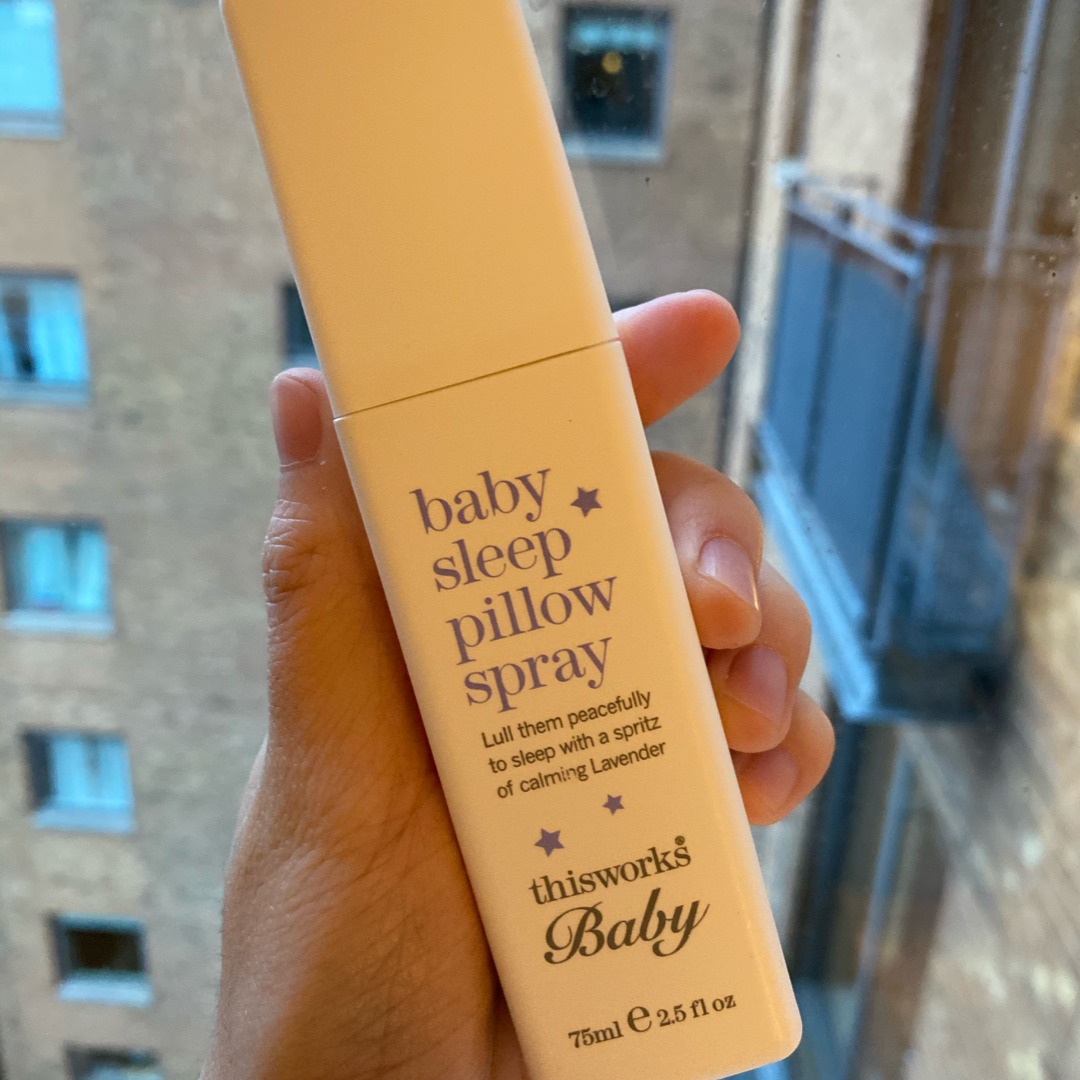 baby
sleep
pillow
spray
Lull them peacefully
to sleep with a spritz
of calming Lavender
thisworks®
Baby
75ml ℮ 2.5 fl oz